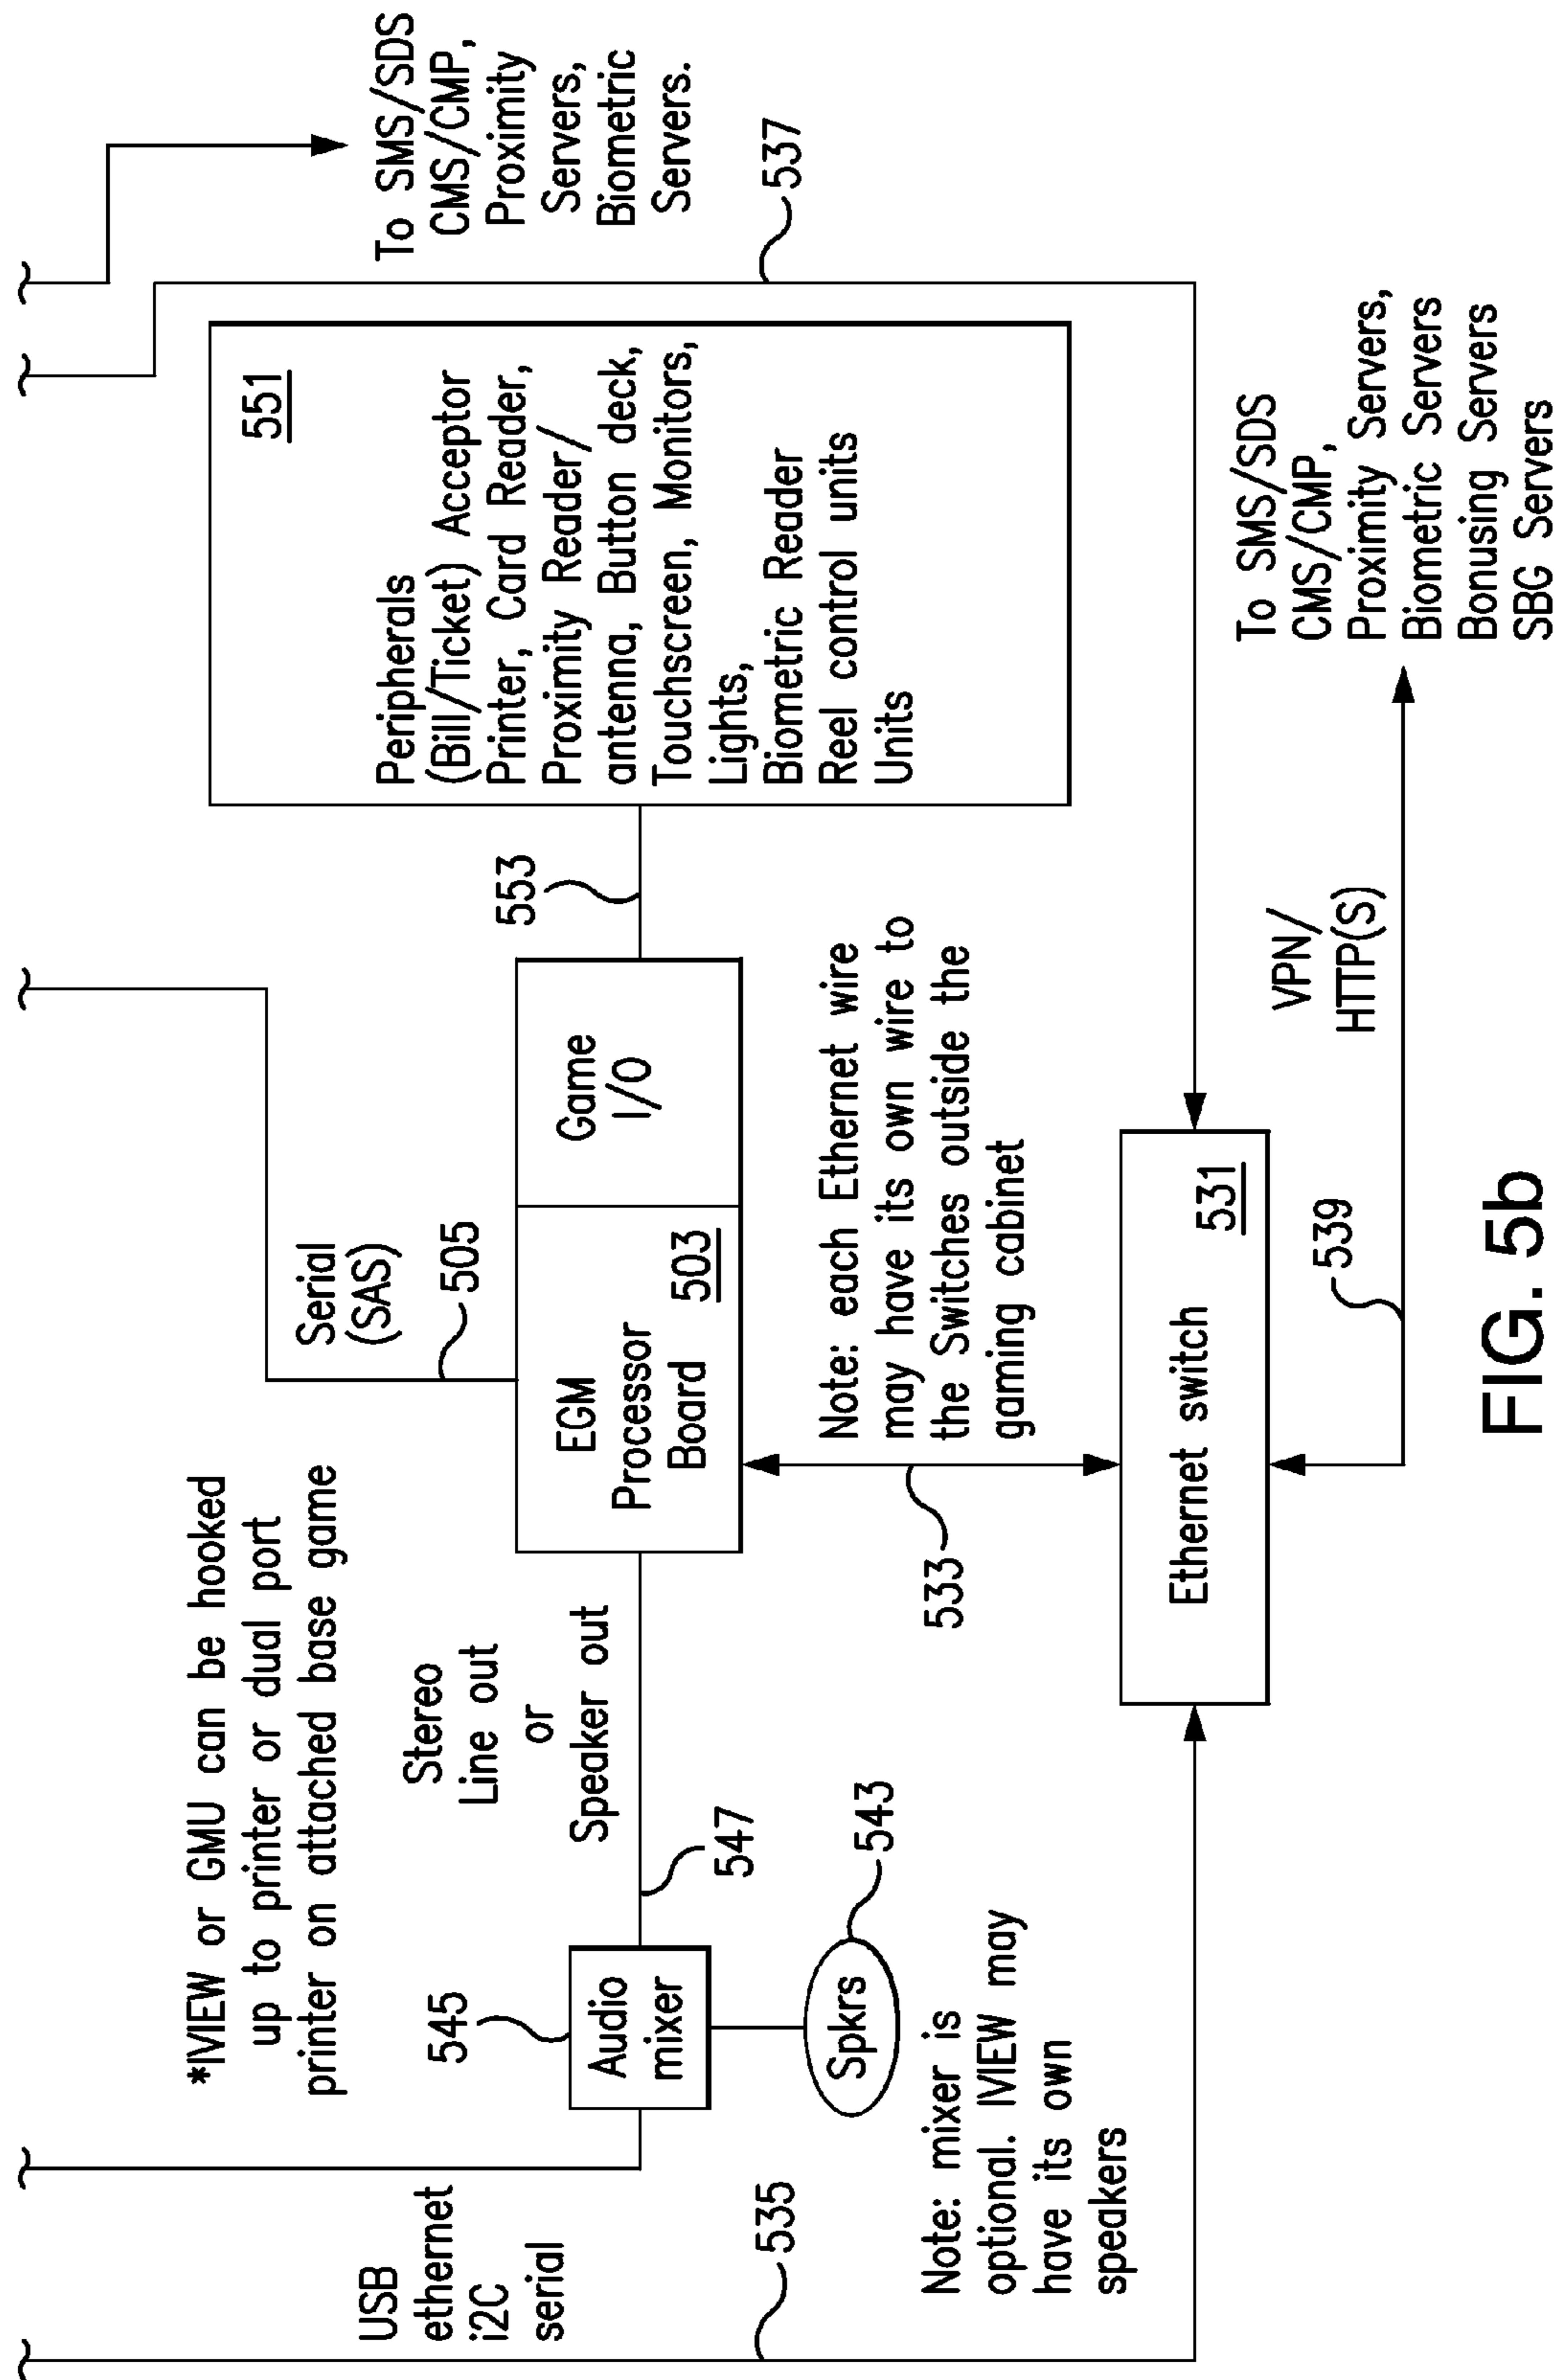 To SMS/SDS
CMS/CMP,
Proximity
Servers,
Biometric
Servers.
537
551
Peripherals
(Bill/Ticket) Acceptor
Printer, Card Reader,
Proximity Reader/
antenna, Button deck,
Touchscreen, Monitors,
Lights,
Biometric Reader
Reel control units
Units
553
Serial
(SAS)
505
EGM
Processor
Board
503
Game
I/O
*IVIEW or GMU can be hooked
up to printer or dual port
printer on attached base game
Stereo
Line out
or
Speaker out
547
545
Audio
mixer
Spkrs
543
USB
ethernet
i2C
serial
535
Note: mixer is
optional. IVIEW may
have its own
speakers
533
Note: each Ethernet wire
may have its own wire to
the Switches outside the
gaming cabinet
Ethernet switch
531
539
VPN/
HTTP(S)
To SMS/SDS
CMS/CMP,
Proximity Servers,
Biometric Servers
Bonusing Servers
SBG Servers
FIG. 5b